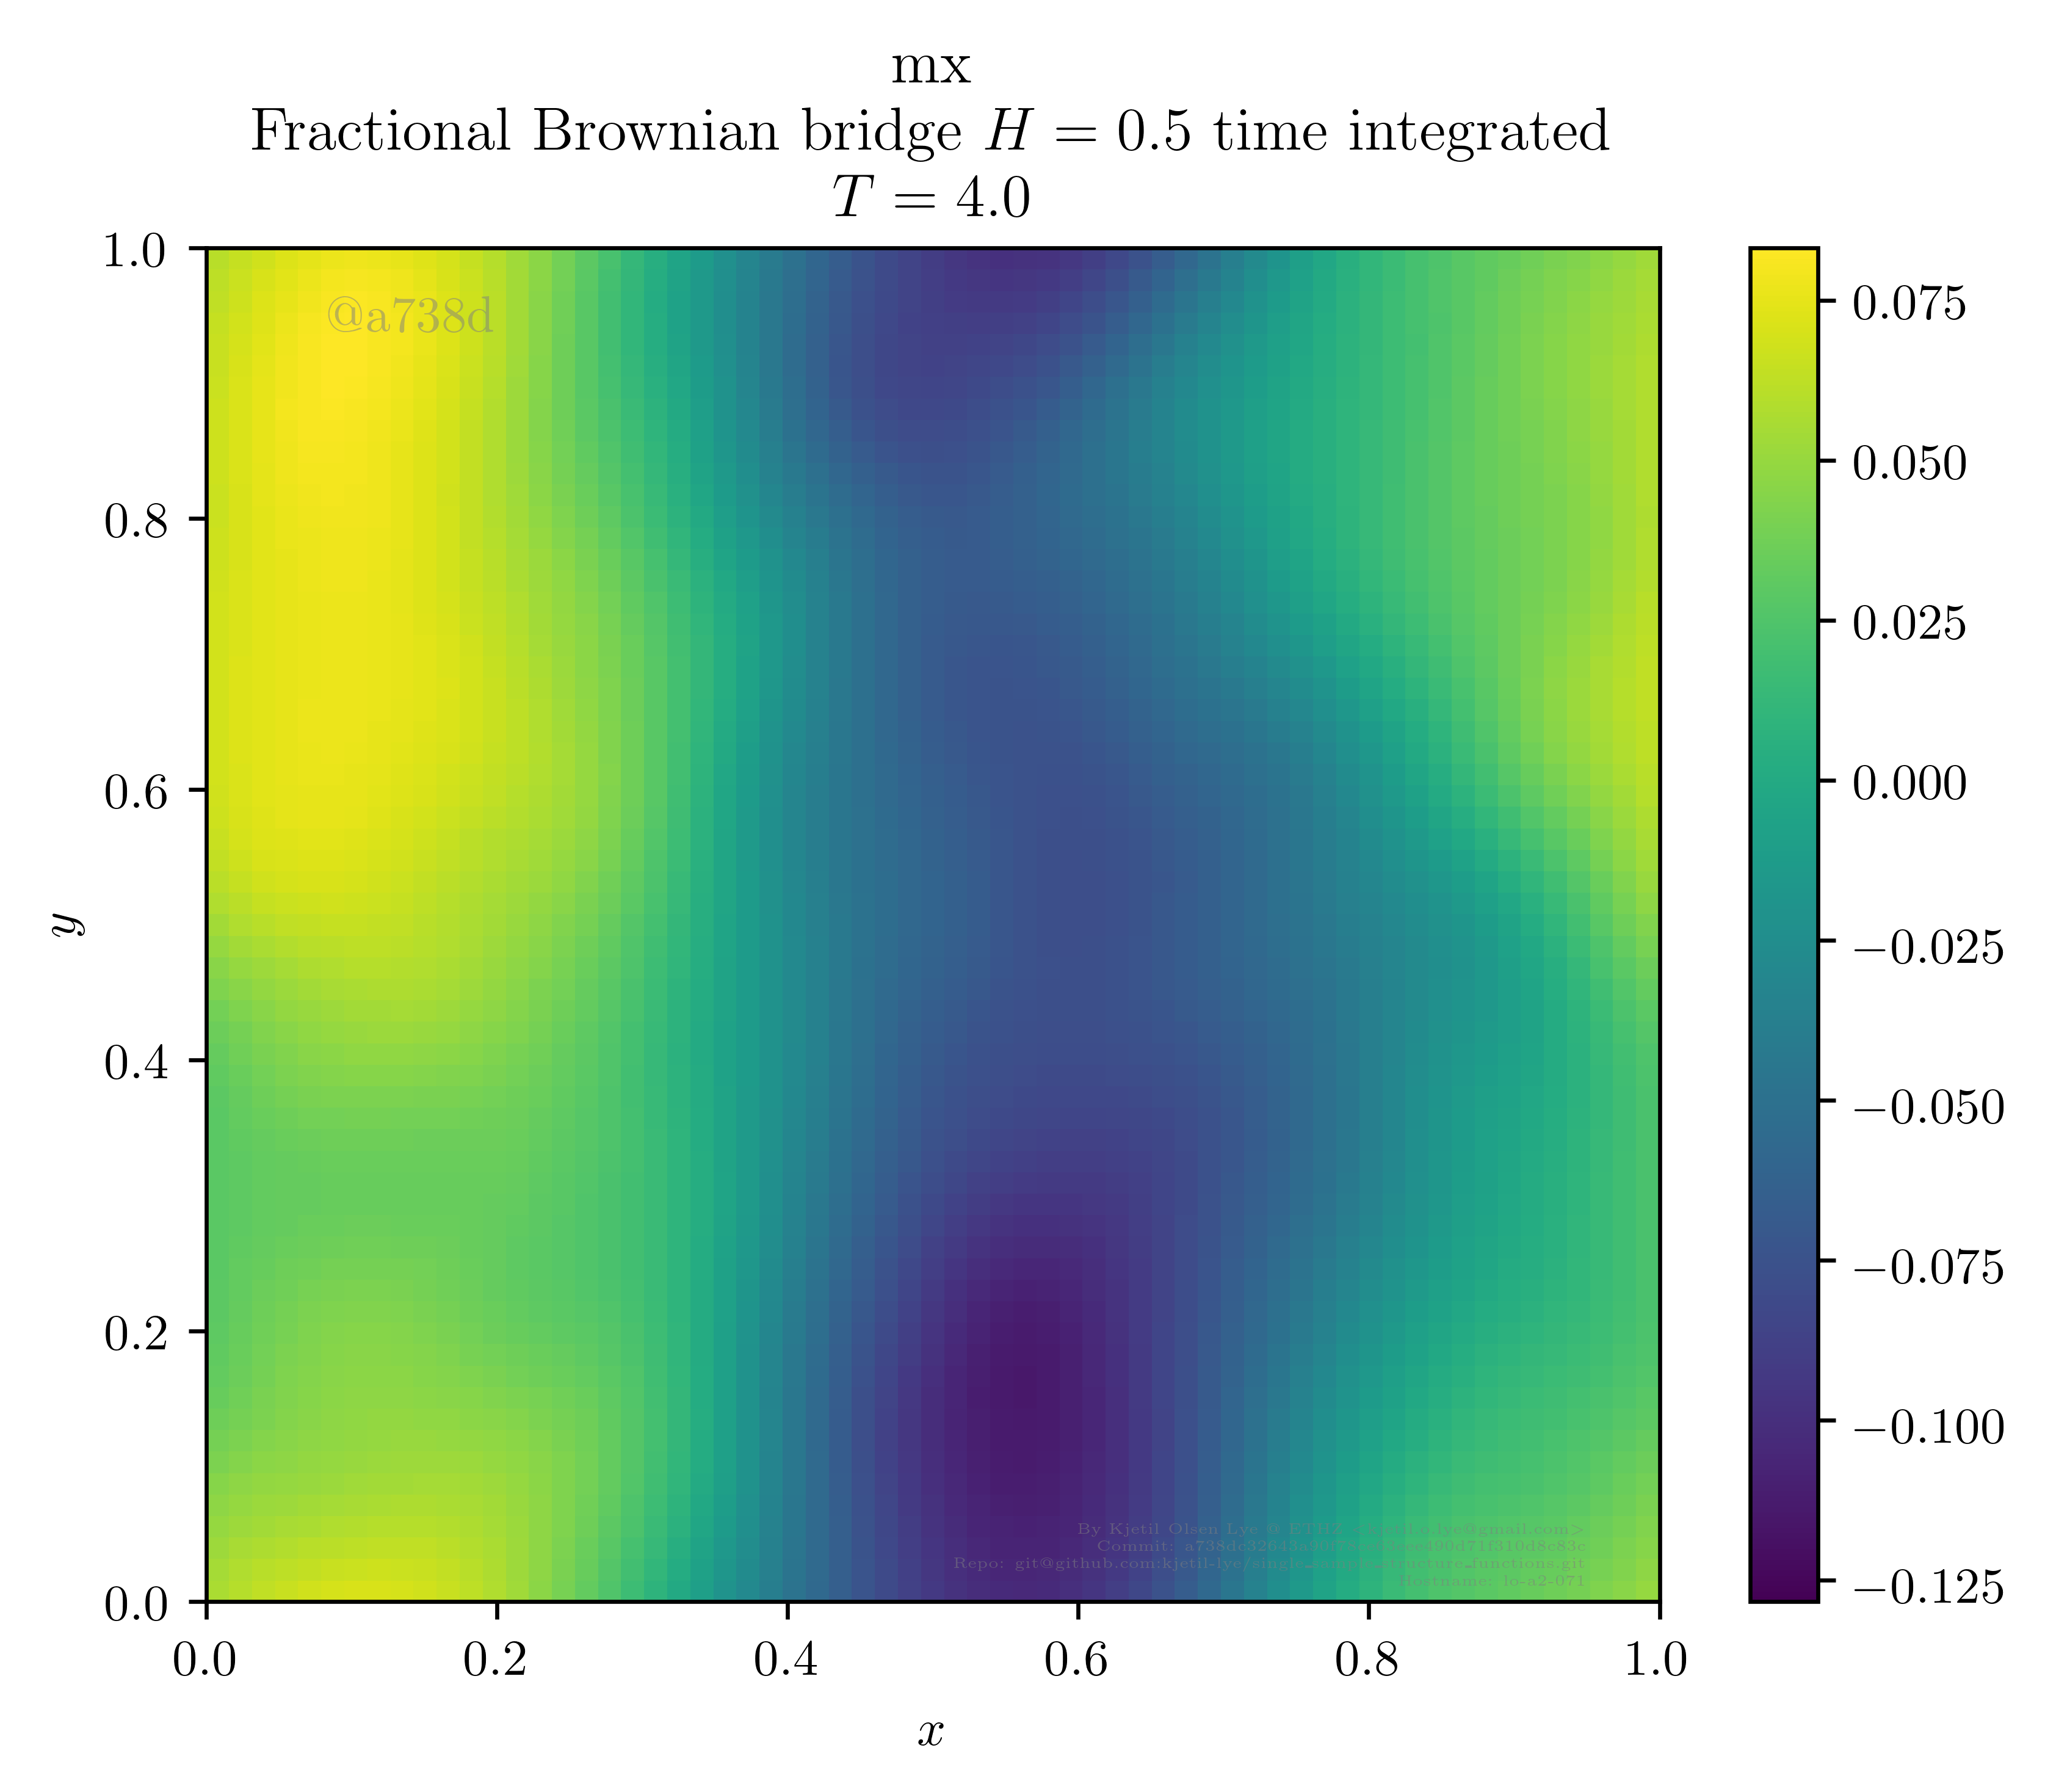 mx
Fractional Brownian bridge H = 0.5 time integrated
T = 4.0
1.0
0.8
0.6
0.4
0.2
0.0
y
@a738d
By Kjetil Olsen Lye @
Repo: git@github.com:kjetil-lye/
Hostname: lo-a2-071
0.0 0.2 0.4 0.6 0.8 1.0
x
0.075
0.050
0.025
0.000
−0.025
−0.050
−0.075
−0.100
−0.125